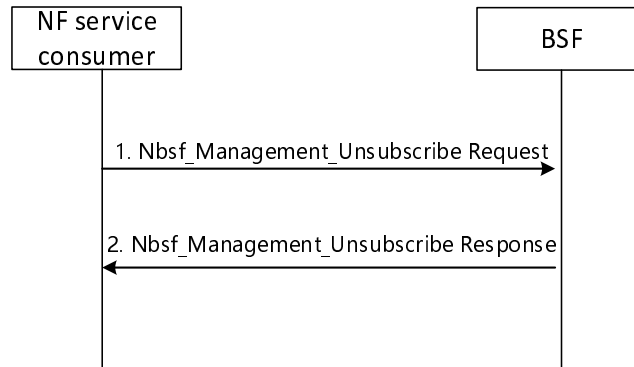 NF service
consumer
BSF
1. Nbsf_Management_Unsubscribe Request
2. Nbsf_Management_Unsubscribe Response